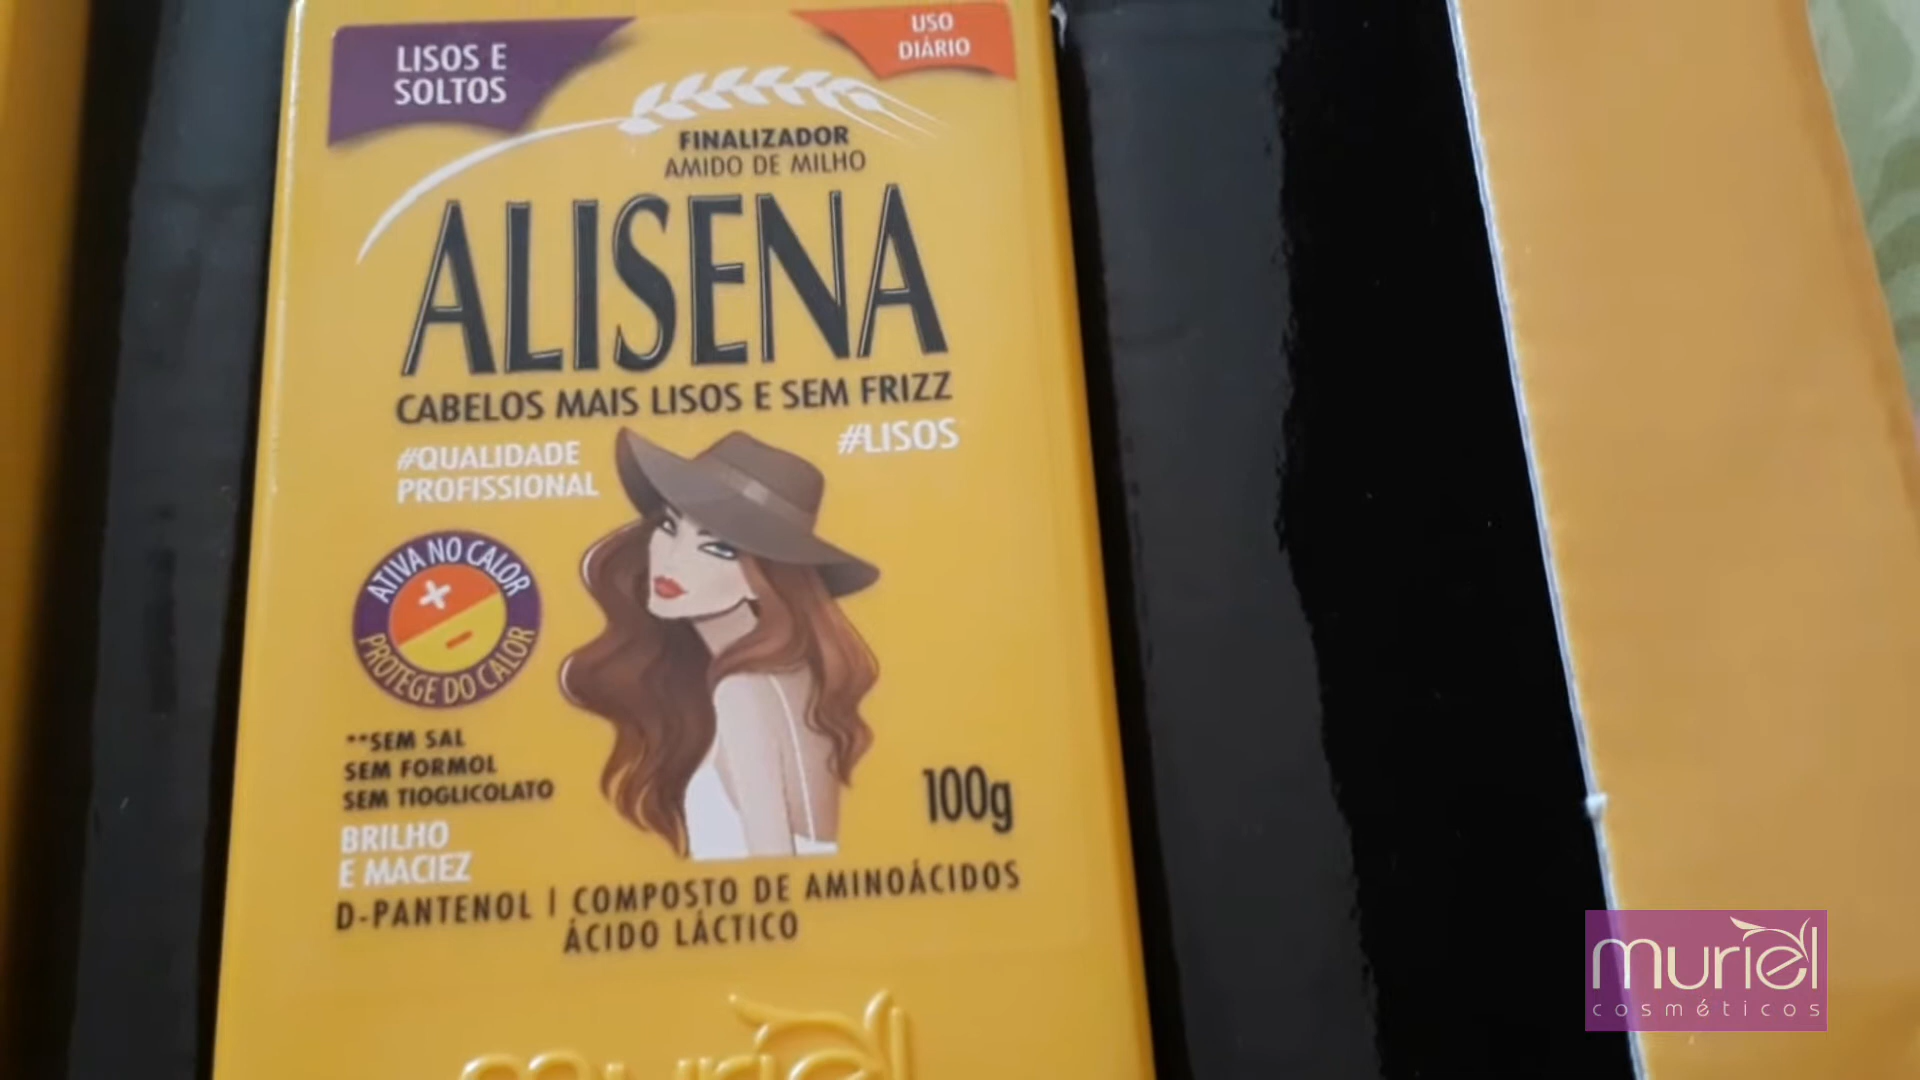 LISOS E
SOLTOS
USO
DIÁRIO
FINALIZADOR
AMIDO DE MILHO
ALISENA
CABELOS MAIS LISOS E SEM FRIZZ
#QUALIDADE
PROFISSIONAL
#LISOS
ATIVA NO CALOR
+
-
PROTEGE DO CALOR
**SEM SAL
SEM FORMOL
SEM TIOGLICOLATO
BRILHO
E MACIEZ
100g
D-PANTENOL | COMPOSTO DE AMINOÁCIDOS
ÁCIDO LÁCTICO
muriel
muriel
cosméticos